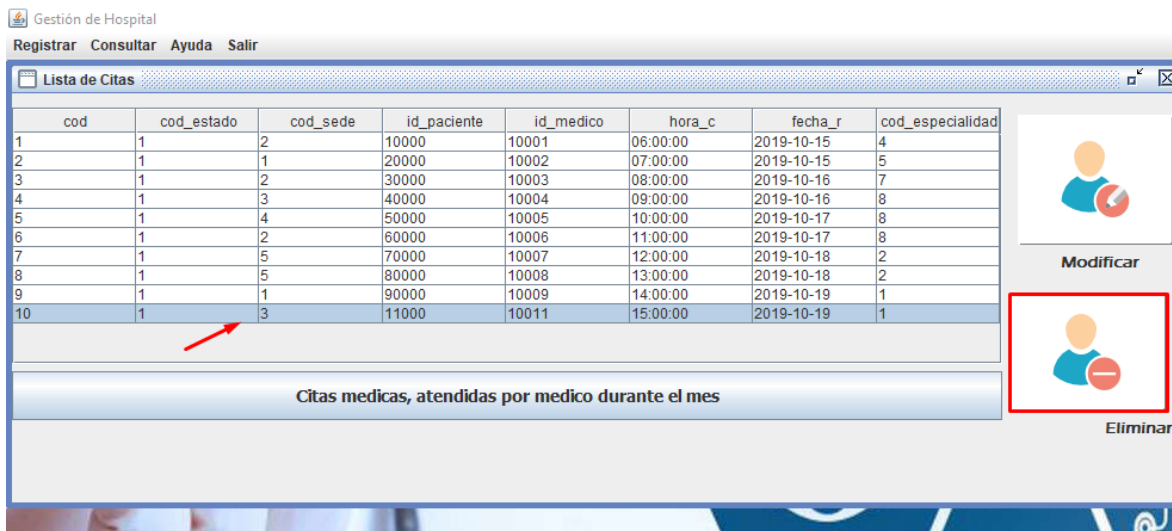 Gestión de Hospital
Registrar Consultar Ayuda Salir
Lista de Citas
cod cod_estado cod_sede id_paciente id_medico hora_c fecha_r cod_especialidad
1 1 2 10000 10001 06:00:00 2019-10-15 4
2 1 1 20000 10002 07:00:00 2019-10-15 5
3 1 2 30000 10003 08:00:00 2019-10-16 7
4 1 3 40000 10004 09:00:00 2019-10-16 8
5 1 4 50000 10005 10:00:00 2019-10-17 8
6 1 2 60000 10006 11:00:00 2019-10-17 8
7 1 5 70000 10007 12:00:00 2019-10-18 2
8 1 5 80000 10008 13:00:00 2019-10-18 2
9 1 1 90000 10009 14:00:00 2019-10-19 1
10 1 3 11000 10011 15:00:00 2019-10-19 1
Modificar
Citas medicas, atendidas por medico durante el mes
Eliminar